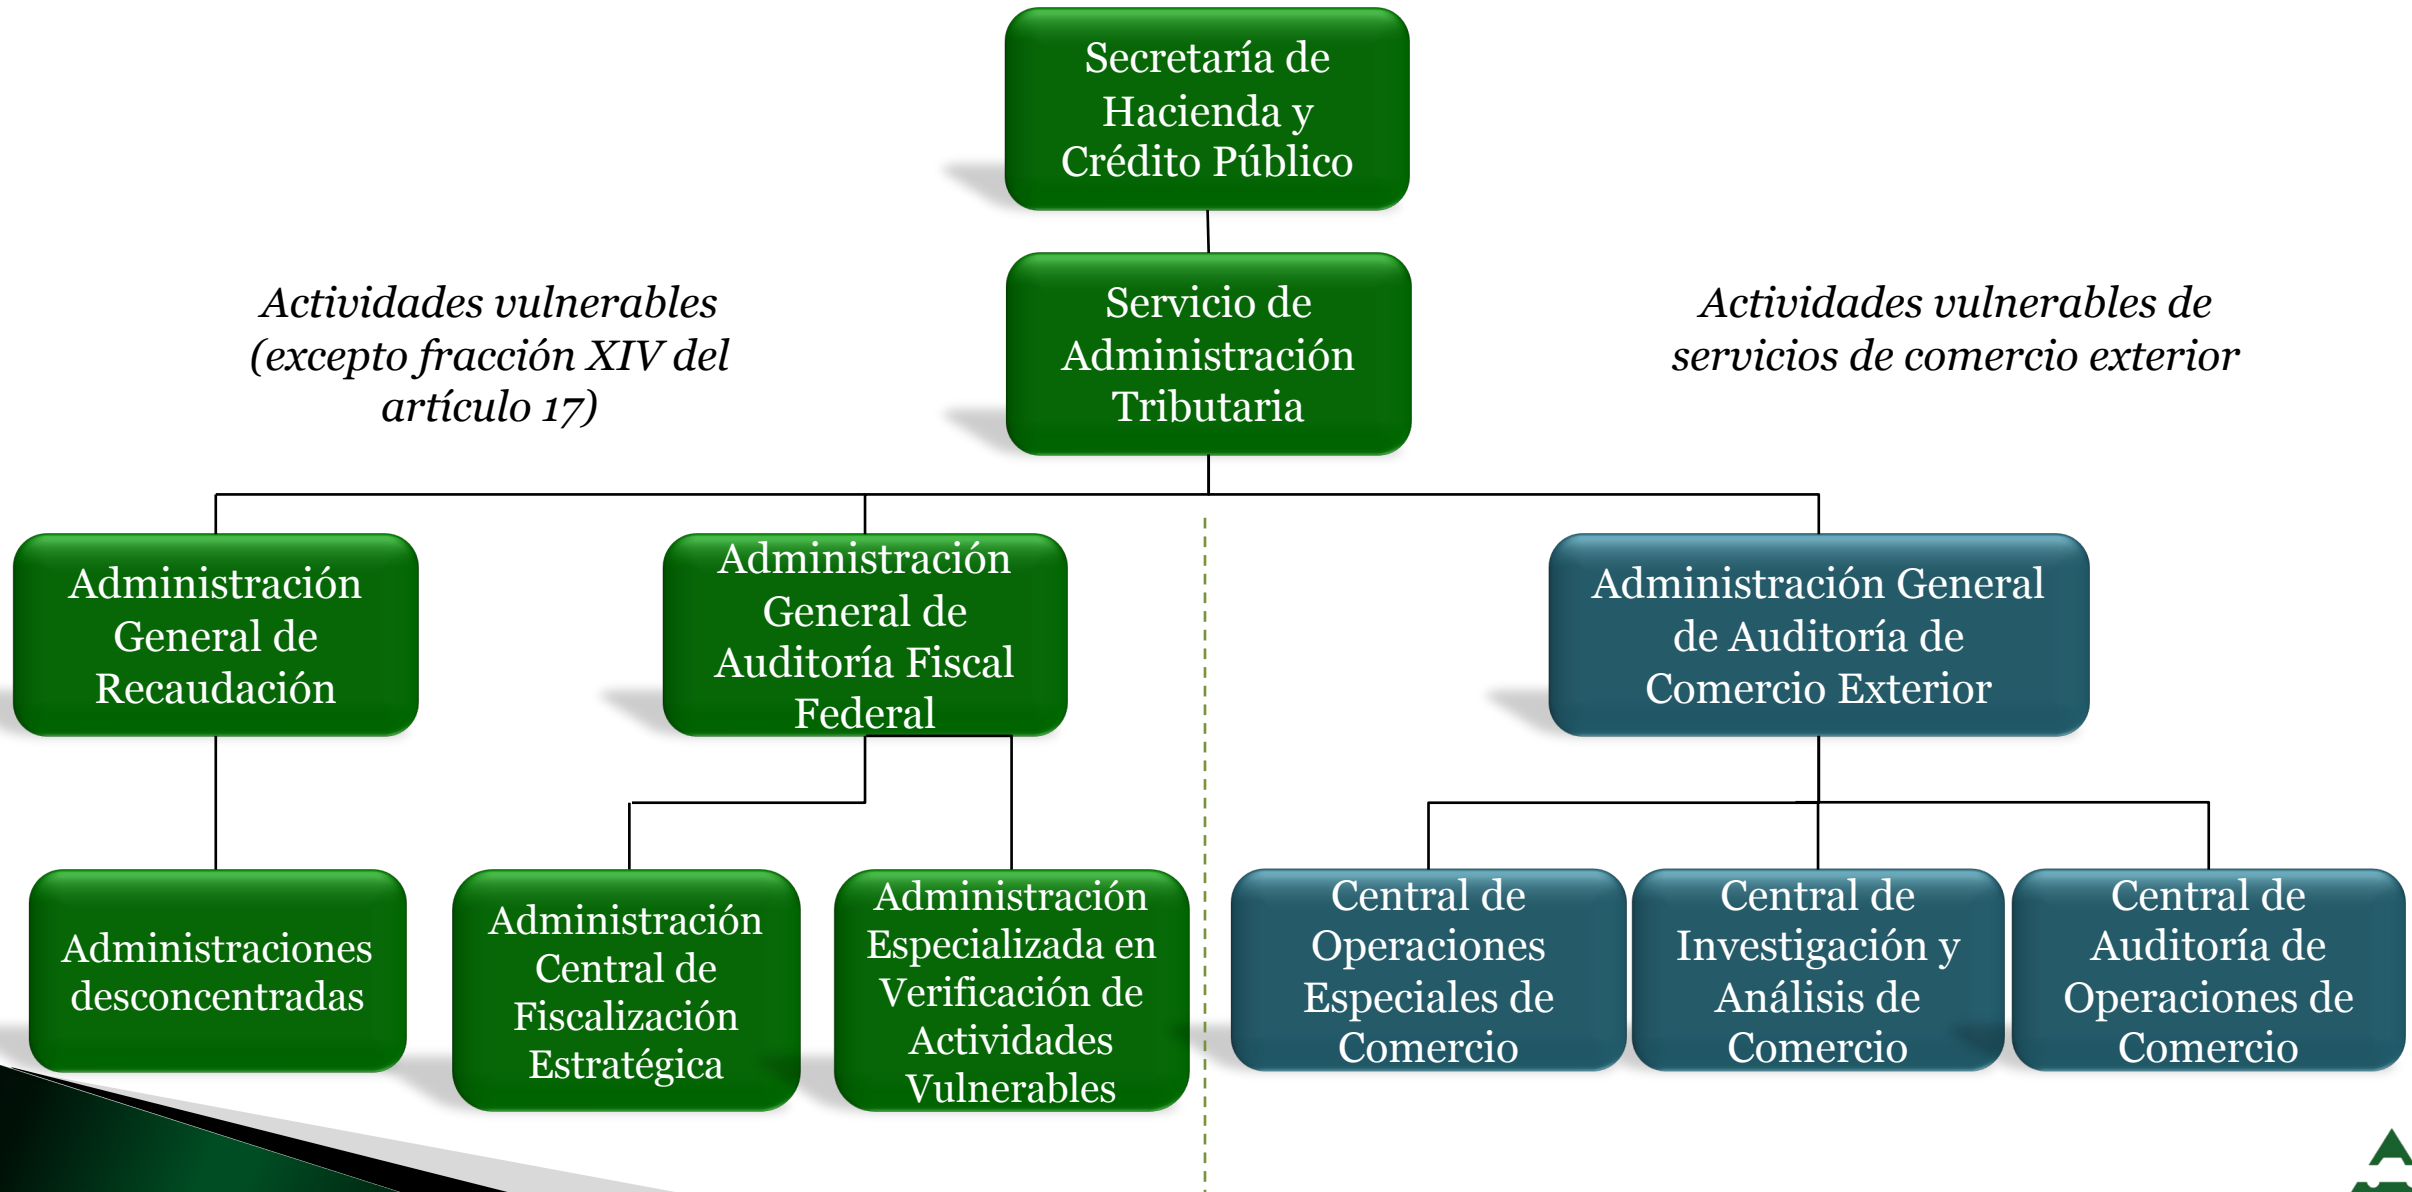 Secretaría de
Hacienda y
Crédito Público
Actividades vulnerables
(excepto fracción XIV del
artículo 17)
Servicio de
Administración
Tributaria
Actividades vulnerables de
servicios de comercio exterior
Administración
General de
Recaudación
Administración
General de
Auditoría Fiscal
Federal
Administración General
de Auditoría de
Comercio Exterior
Administraciones
desconcentradas
Administración
Central de
Fiscalización
Estratégica
Administración
Especializada en
Verificación de
Actividades
Vulnerables
Central de
Operaciones
Especiales de
Comercio
Central de
Investigación y
Análisis de
Comercio
Central de
Auditoría de
Operaciones de
Comercio